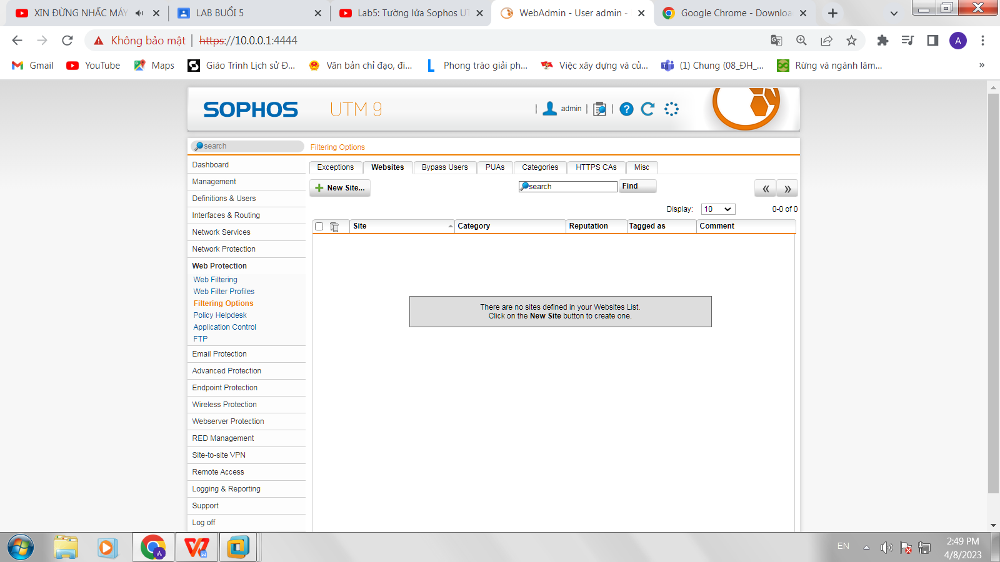 XIN ĐỪNG NHẤC MÁY
LAB BUỔI 5
Lab5: Tường lửa Sophos UT
WebAdmin - User admin -
Google Chrome - Downloa
Không bảo mật | https://10.0.0.1:4444
A
Gmail
YouTube
Maps
Giáo Trình Lịch sử Đ...
Văn bản chỉ đạo, đi...
Phong trào giải ph...
Việc xây dựng và củ...
(1) Chung (08_ĐH_...
Rừng và ngành lâm...
»
SOPHOS UTM 9
| admin | |
search
Filtering Options
Dashboard
Management
Definitions & Users
Interfaces & Routing
Network Services
Network Protection
Web Protection
Web Filtering
Web Filter Profiles
Filtering Options
Policy Helpdesk
Application Control
FTP
Email Protection
Advanced Protection
Endpoint Protection
Wireless Protection
Webserver Protection
RED Management
Site-to-site VPN
Remote Access
Logging & Reporting
Support
Log off
Exceptions Websites Bypass Users PUAs Categories HTTPS CAs Misc
New Site... search Find « »
Display: 10 0-0 of 0
Site Category Reputation Tagged as Comment
There are no sites defined in your Websites List.
Click on the New Site button to create one.
EN
2:49 PM
4/8/2023